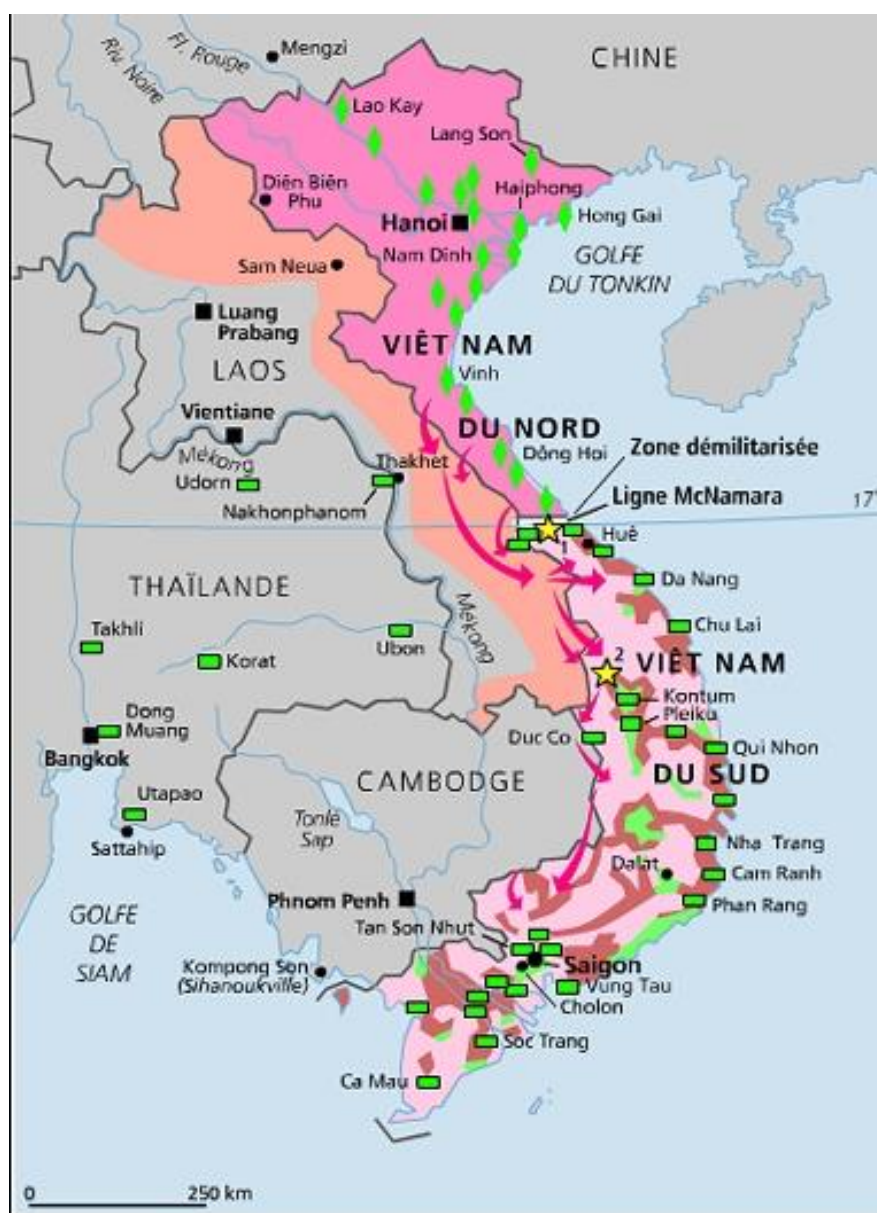 Mengzi
CHINE
Fl. Rouge
Riv. Noire
Lao Kay
Lang Son
Diên Biên
Phu
Haiphong
Hanoi
Hong Gai
Nam Dinh
GOLFE
DU TONKIN
Sam Neua
Luang
Prabang
VIÊT NAM
LAOS
Vinh
Vientiane
DU NORD
Mékong
Dông Hoi
Zone démilitarisée
Udorn
Thakhet
Nakhonphanom
Ligne McNamara
17°
1
Huê
THAÏLANDE
Da Nang
Takhli
Mékong
Chu Lai
Ubon
Korat
2
VIÊT NAM
Kontum
Dong
Muang
Pleiku
Bangkok
Duc Co
Qui Nhon
CAMBODGE
DU SUD
Utapao
Tonlé
Sap
Sattahip
Nha Trang
Dalat
Cam Ranh
Phnom Penh
Phan Rang
GOLFE
DE
SIAM
Tan Son Nhut
Saigon
Kompong Son
(Sihanoukville)
Vung Tau
Cholon
Soc Trang
Ca Mau
0
250 km